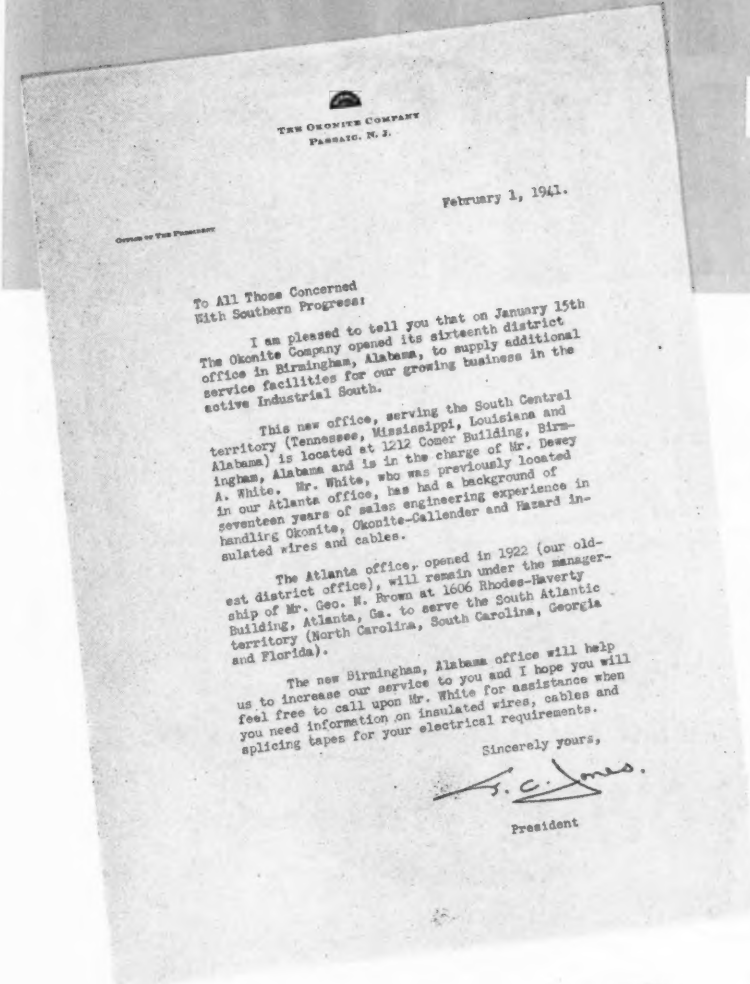 THE OKONITE COMPANY
PASSAIC, N. J.
February 1, 1941.
OFFICE OF THE PRESIDENT
To All Those Concerned
With Southern Progress:
I am pleased to tell you that on January 15th
The Okonite Company opened its sixteenth district
office in Birmingham, Alabama, to supply additional
service facilities for our growing business in the
active Industrial South.
This new office, serving the South Central
territory (Tennessee, Mississippi, Louisiana and
Alabama) is located at 1212 Comer Building, Birm-
ingham, Alabama and is in the charge of Mr. Dewey
A. White. Mr. White, who was previously located
in our Atlanta office, has had a background of
seventeen years of sales engineering experience in
handling Okonite, Okonite-Callender and Hazard in-
sulated wires and cables.
The Atlanta office, opened in 1922 (our old-
est district office), will remain under the manager-
ship of Mr. Geo. N. Brown at 1606 Rhodes-Haverty
Building, Atlanta, Ga. to serve the South Atlantic
territory (North Carolina, South Carolina, Georgia
and Florida).
The new Birmingham, Alabama office will help
us to increase our service to you and I hope you will
feel free to call upon Mr. White for assistance when
you need information on insulated wires, cables and
splicing tapes for your electrical requirements.
Sincerely yours,
C. Jones.
President